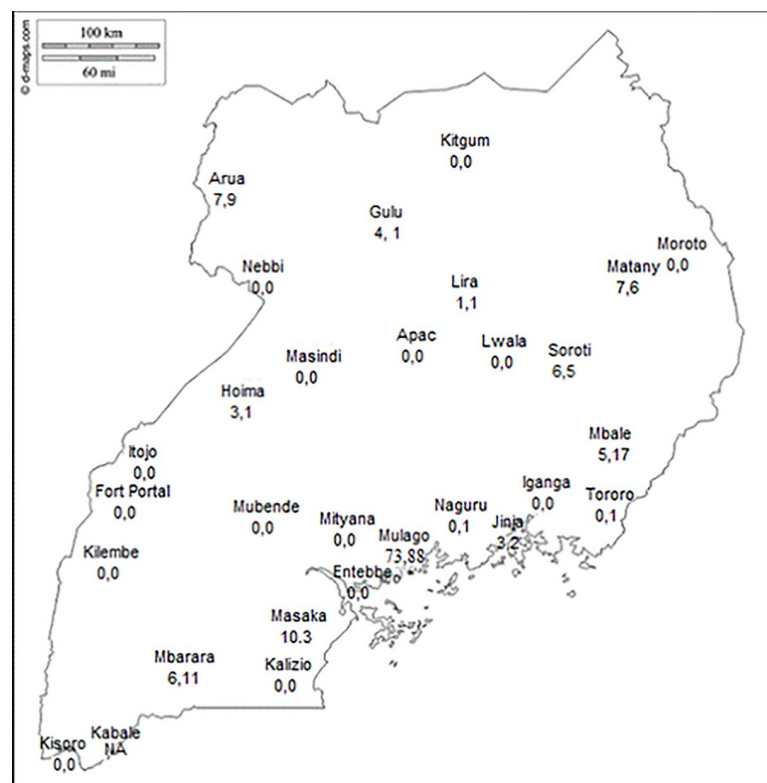 100 km
60 mi
© d-maps.com
Kitgum
0,0
Arua
7,9
Gulu
4, 1
Moroto
0,0
Nebbi
0,0
Matany
7,6
Lira
1,1
Apac
0,0
Lwala
0,0
Soroti
6,5
Masindi
0,0
Hoima
3,1
Mbale
5,17
Itojo
0,0
Fort Portal
0,0
Iganga
0,0
Tororo
0,1
Mubende
0,0
Mityana
0,0
Naguru
0,1
Jinja
3,2
Mulago
73,88
Kilembe
0,0
Entebbe
0,0
Masaka
10.3
Mbarara
6,11
Kalizio
0,0
Kabale
NA
Kisoro
0,0